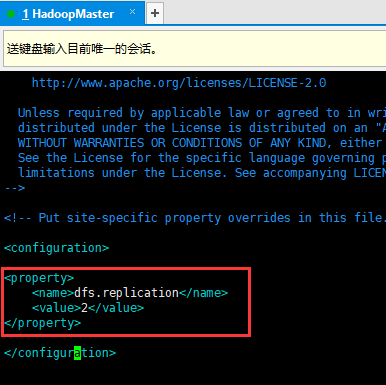 1 HadoopMaster
送键盘输入目前唯一的会话。
http://www.apache.org/licenses/LICENSE-2.0
Unless required by applicable law or agreed to in wri
distributed under the License is distributed on an "A
WITHOUT WARRANTIES OR CONDITIONS OF ANY KIND, either
See the License for the specific language governing p
limitations under the License. See accompanying LICEN
-->
<!-- Put site-specific property overrides in this file.
<configuration>
<property>
<name>dfs.replication</name>
<value>2</value>
</property>
</configuration>